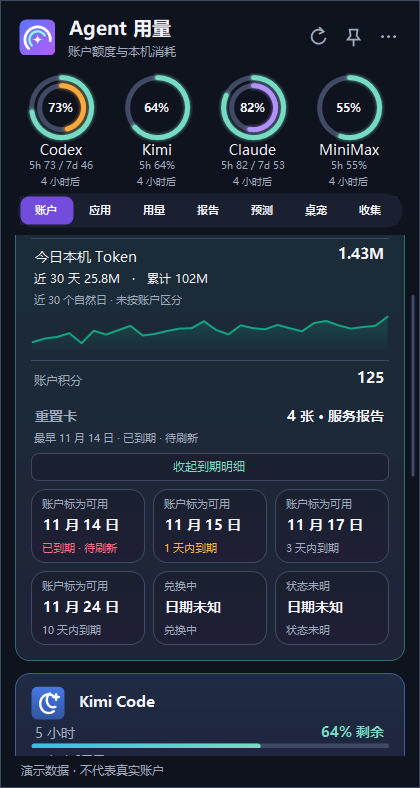 Agent 用量
账户额度与本机消耗
73% 64% 82% 55%
Codex Kimi Claude MiniMax
5h 73 / 7d 46 5h 64% 5h 82 / 7d 53 5h 55%
4 小时后 4 小时后 4 小时后 4 小时后
账户 应用 用量 报告 预测 桌宠 收集
今日本机 Token 1.43M
近 30 天 25.8M · 累计 102M
近 30 个自然日 · 未按账户区分
账户积分 125
重置卡 4 张 • 服务报告
最早 11 月 14 日 · 已到期 · 待刷新
收起到期明细
账户标为可用 账户标为可用 账户标为可用
11 月 14 日 11 月 15 日 11 月 17 日
已到期 · 待刷新 1 天内到期 3 天内到期
账户标为可用 兑换中 状态未明
11 月 24 日 日期未知 日期未知
10 天内到期 兑换中 状态未明
Kimi Code
5 小时 64% 剩余
演示数据 · 不代表真实账户